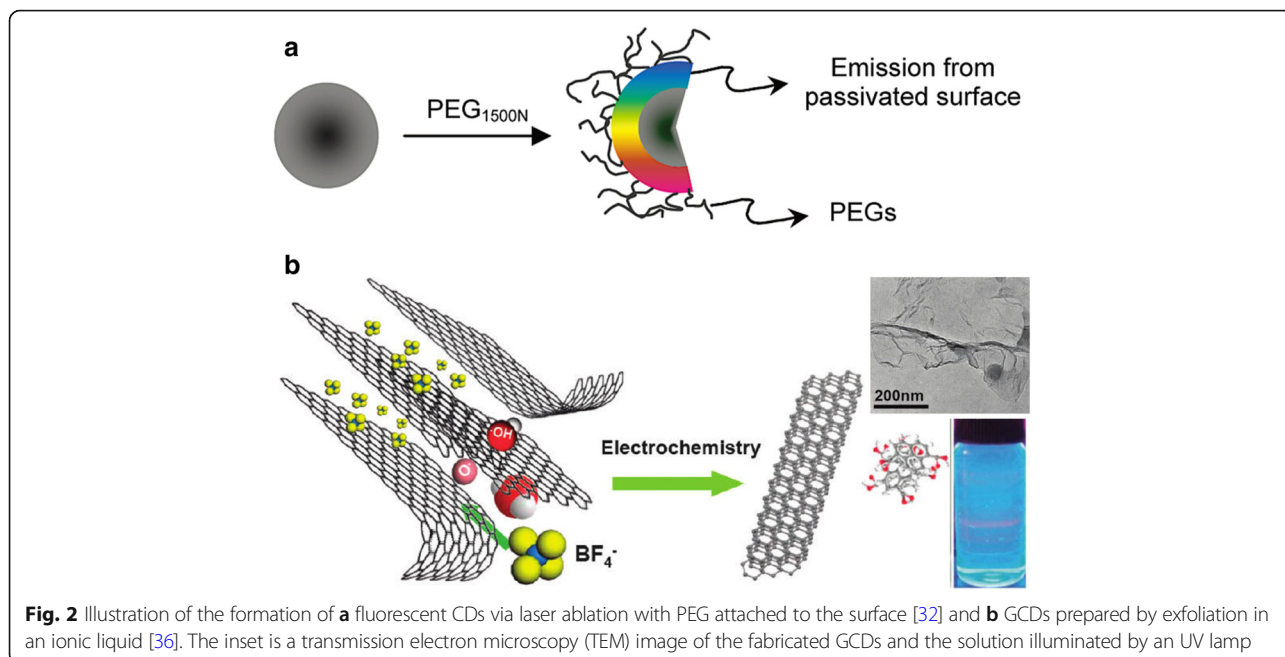 a
PEG1500N
Emission from
passivated surface
PEGs
b
200nm
·OH
O·
Electrochemistry
BF4-
Fig. 2 Illustration of the formation of a fluorescent CDs via laser ablation with PEG attached to the surface [32] and b GCDs prepared by exfoliation in
an ionic liquid [36]. The inset is a transmission electron microscopy (TEM) image of the fabricated GCDs and the solution illuminated by an UV lamp